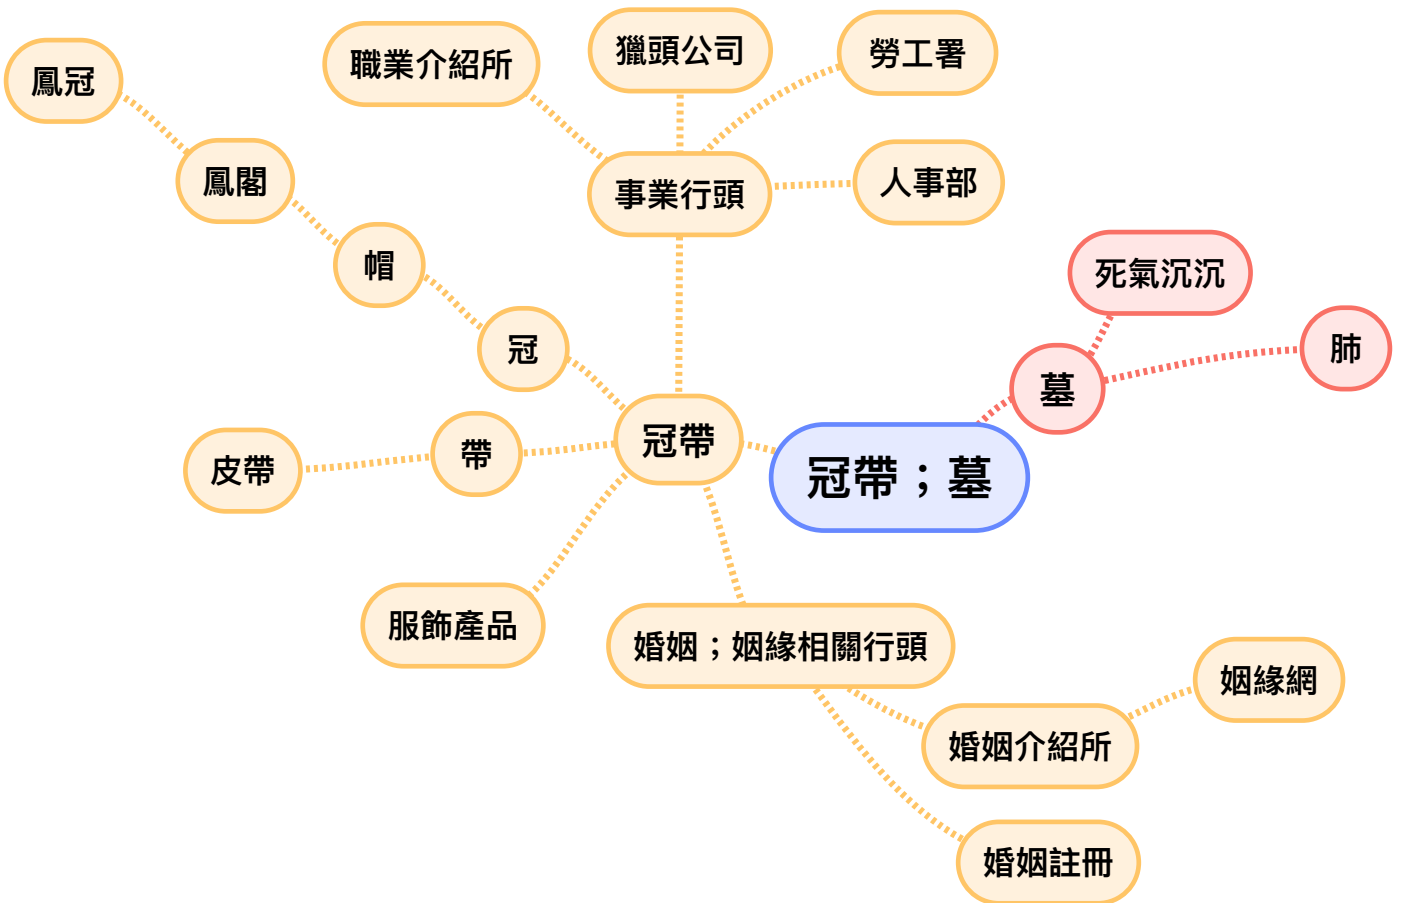 鳳冠
職業介紹所
獵頭公司
勞工署
鳳閣
事業行頭
人事部
帽
死氣沉沉
冠
肺
墓
冠帶
皮帶
帶
冠帶；墓
服飾產品
婚姻；姻緣相關行頭
姻緣網
婚姻介紹所
婚姻註冊